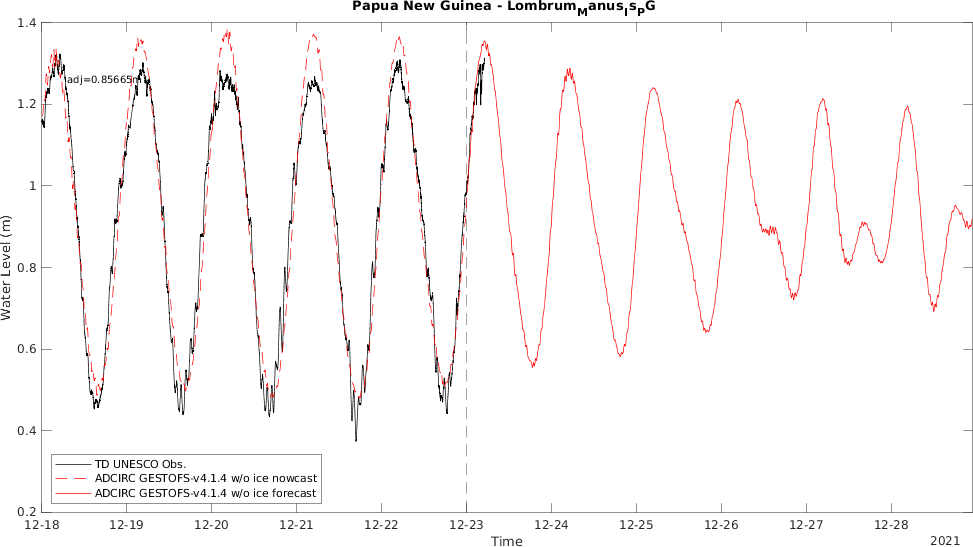 Papua New Guinea - LombrumManusIsPG
1.4
1.2
1
0.8
0.6
0.4
0.2
Water Level (m)
adj=0.85665m
TD UNESCO Obs.
ADCIRC GESTOFS-v4.1.4 w/o ice nowcast
ADCIRC GESTOFS-v4.1.4 w/o ice forecast
12-18 12-19 12-20 12-21 12-22 12-23 12-24 12-25 12-26 12-27 12-28
Time
2021